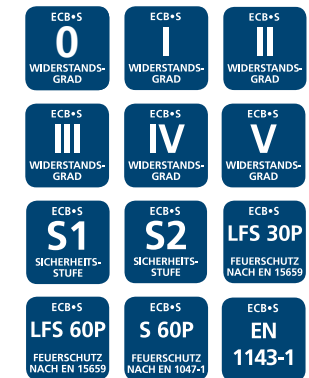 ECB•S
0
WIDERSTANDS-
GRAD
ECB•S
I
WIDERSTANDS-
GRAD
ECB•S
II
WIDERSTANDS-
GRAD
ECB•S
III
WIDERSTANDS-
GRAD
ECB•S
IV
WIDERSTANDS-
GRAD
ECB•S
V
WIDERSTANDS-
GRAD
ECB•S
S1
SICHERHEITS-
STUFE
ECB•S
S2
SICHERHEITS-
STUFE
ECB•S
LFS 30P
FEUERSCHUTZ
NACH EN 15659
ECB•S
LFS 60P
FEUERSCHUTZ
NACH EN 15659
ECB•S
S 60P
FEUERSCHUTZ
NACH EN 1047-1
ECB•S
EN
1143-1